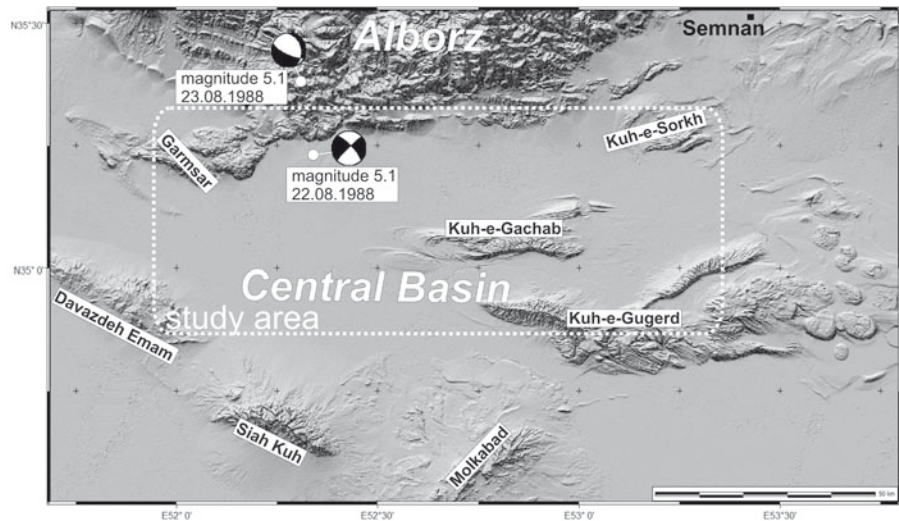 N35°30'
Alborz
Semnan
magnitude 5.1
23.08.1988
Kuh-e-Sorkh
Garmsar
magnitude 5.1
22.08.1988
Kuh-e-Gachab
N35° 0'
Central Basin
Davazdeh Emam
study area
Kuh-e-Gugerd
Siah Kuh
Molkabad
50 km
E52° 0'
E52°30'
E53° 0'
E53°30'